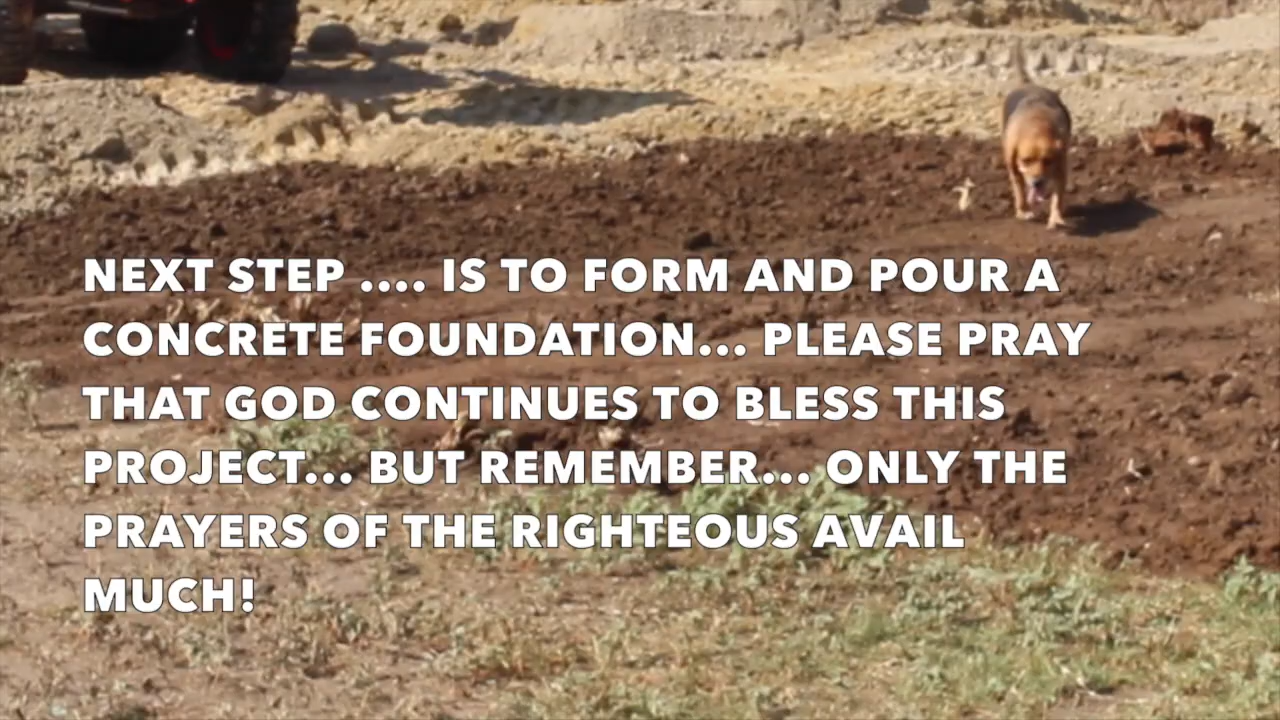 NEXT STEP .... IS TO FORM AND POUR A
CONCRETE FOUNDATION... PLEASE PRAY
THAT GOD CONTINUES TO BLESS THIS
PROJECT... BUT REMEMBER... ONLY THE
PRAYERS OF THE RIGHTEOUS AVAIL
MUCH!